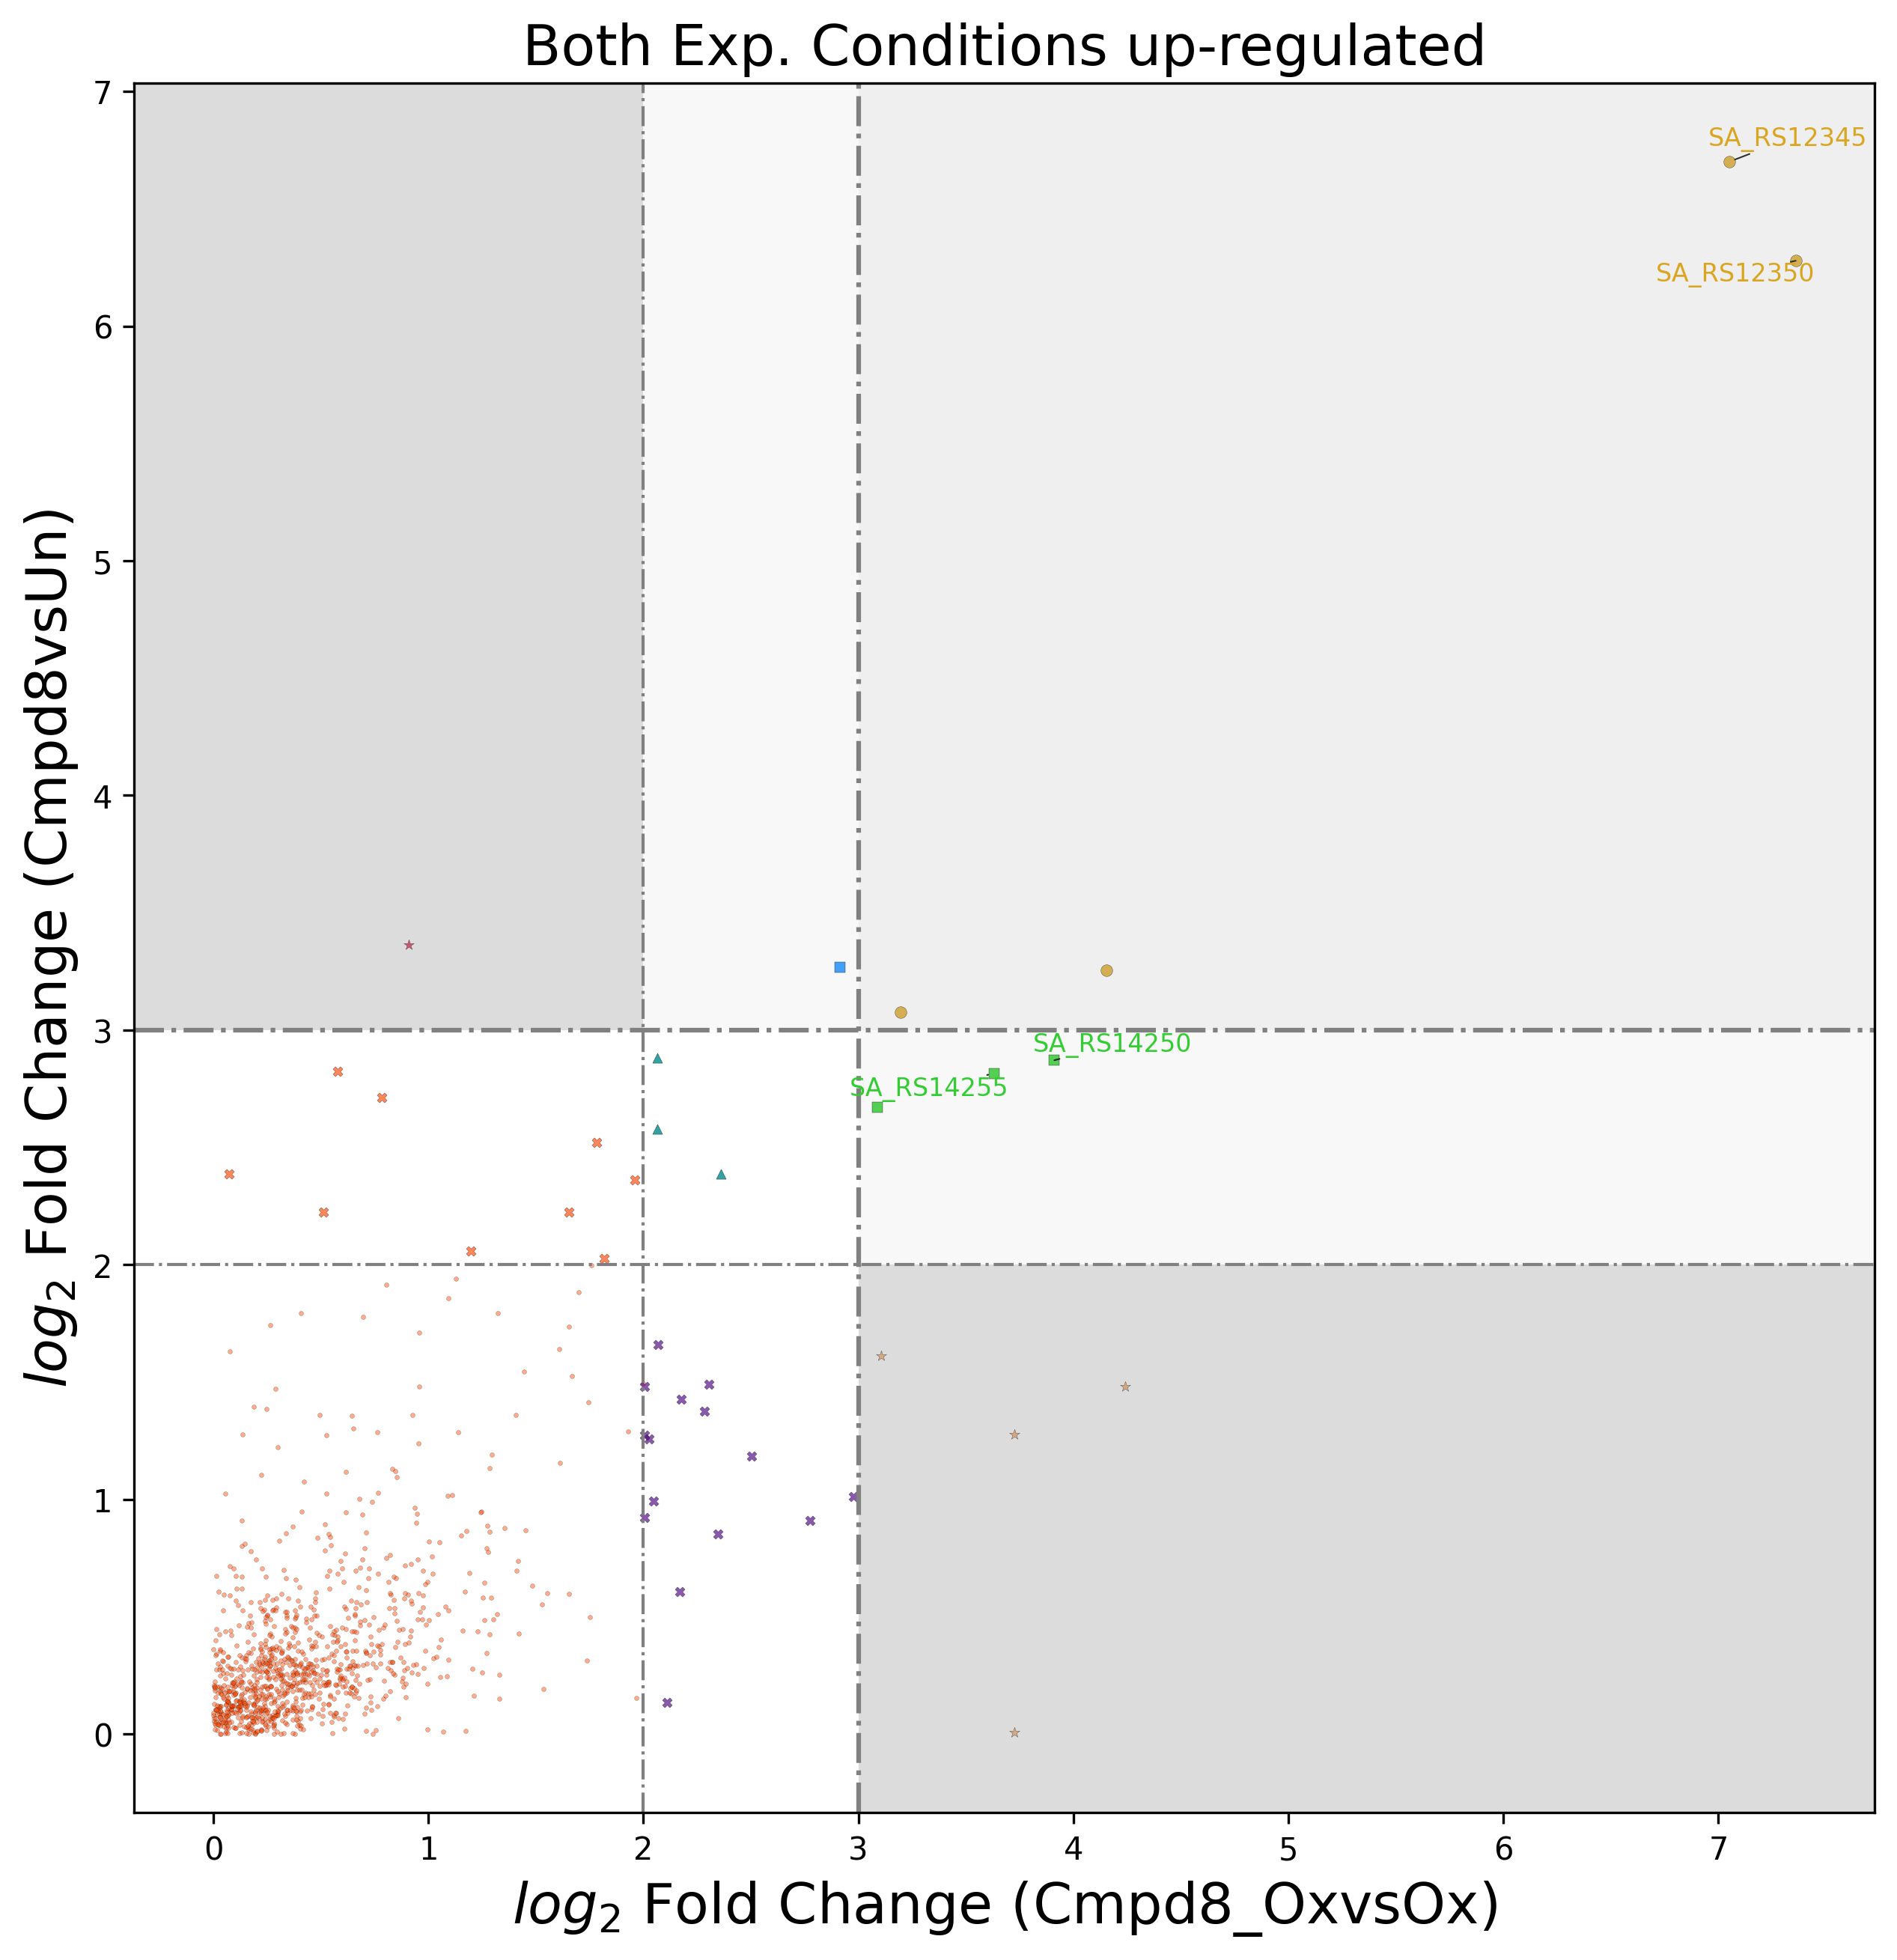 Both Exp. Conditions up-regulated
7
6
5
4
3
2
1
0
log2 Fold Change (Cmpd8vsUn)
SA_RS12345
SA_RS12350
SA_RS14250
SA_RS14255
0 1 2 3 4 5 6 7
log2 Fold Change (Cmpd8_OxvsOx)